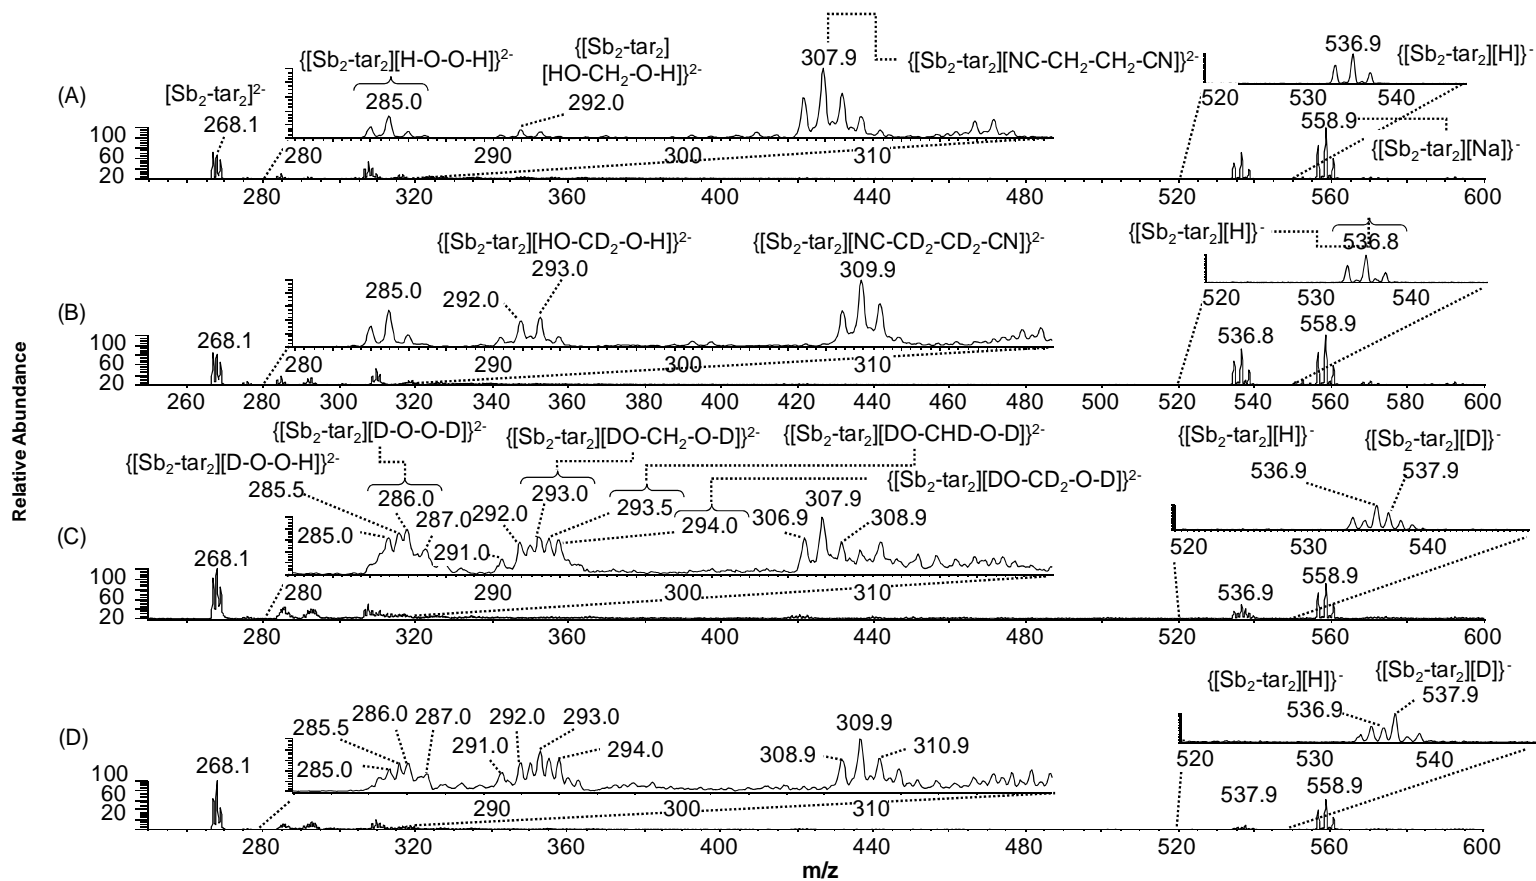 Relative Abundance
(A)
[Sb2-tar2]2-
268.1
{[Sb2-tar2][H-O-O-H]}2-
285.0
{[Sb2-tar2]
[HO-CH2-O-H]}2-
292.0
307.9
{[Sb2-tar2][NC-CH2-CH2-CN]}2-
536.9
{[Sb2-tar2][H]}-
520 530 540
558.9
{[Sb2-tar2][Na]}-
100
60
20
280 290 300 310
280 320 360 400 440 480 520 560 600
(B)
{[Sb2-tar2][HO-CD2-O-H]}2-
{[Sb2-tar2][NC-CD2-CD2-CN]}2-
{[Sb2-tar2][H]}-
536.8
285.0
292.0
293.0
309.9
520 530 540
268.1
536.8
558.9
100
60
20
280 290 300 310
260 280 300 320 340 360 380 400 420 440 460 480 500 520 540 560 580 600
(C)
{[Sb2-tar2][D-O-O-D]}2-
{[Sb2-tar2][DO-CH2-O-D]}2-
{[Sb2-tar2][DO-CHD-O-D]}2-
{[Sb2-tar2][H]}-
{[Sb2-tar2][D]}-
{[Sb2-tar2][D-O-O-H]}2-
{[Sb2-tar2][DO-CD2-O-D]}2-
285.5
286.0
287.0
285.0
291.0
292.0
293.0
293.5
294.0
306.9
307.9
308.9
536.9
537.9
520 530 540
268.1
536.9
558.9
100
60
20
280 290 300 310
280 320 360 400 440 480 520 560 600
(D)
{[Sb2-tar2][H]}-
{[Sb2-tar2][D]}-
536.9
537.9
285.5
286.0
287.0
285.0
291.0
292.0
293.0
294.0
308.9
309.9
310.9
520 530 540
268.1
537.9
558.9
100
60
20
290 300 310
280 320 360 400 440 480 520 560 600
m/z